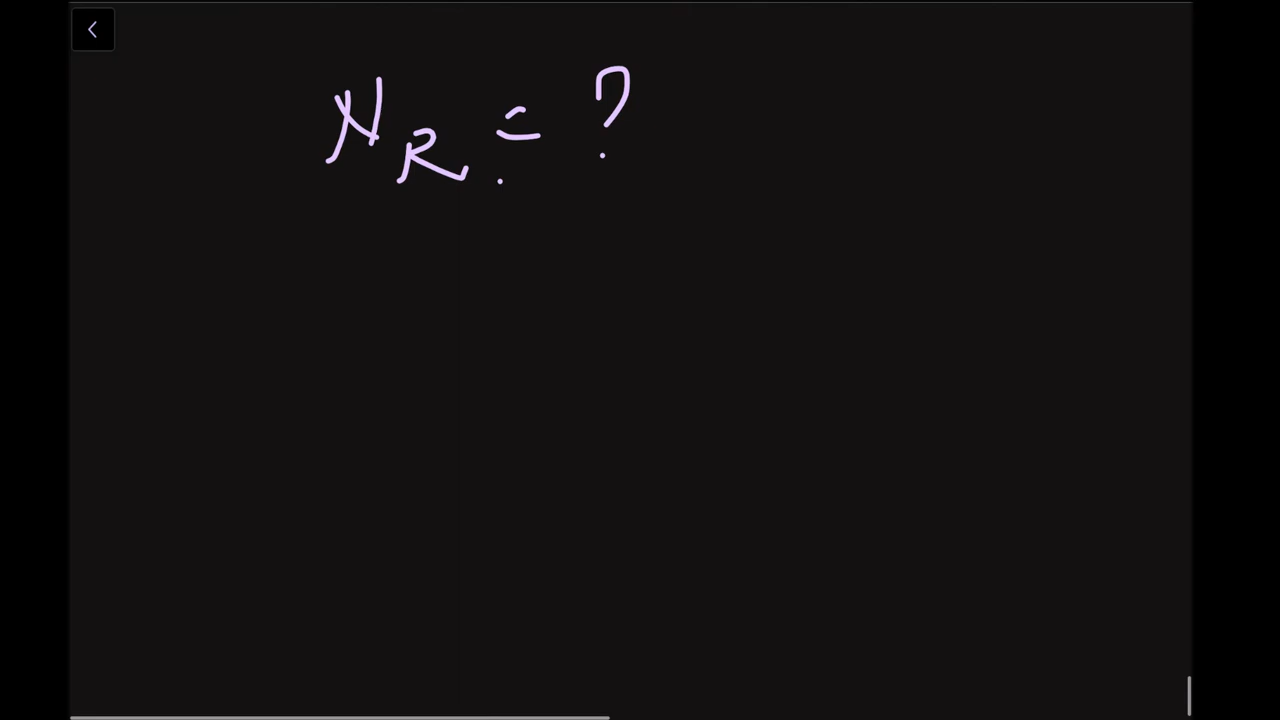 N_R = ?